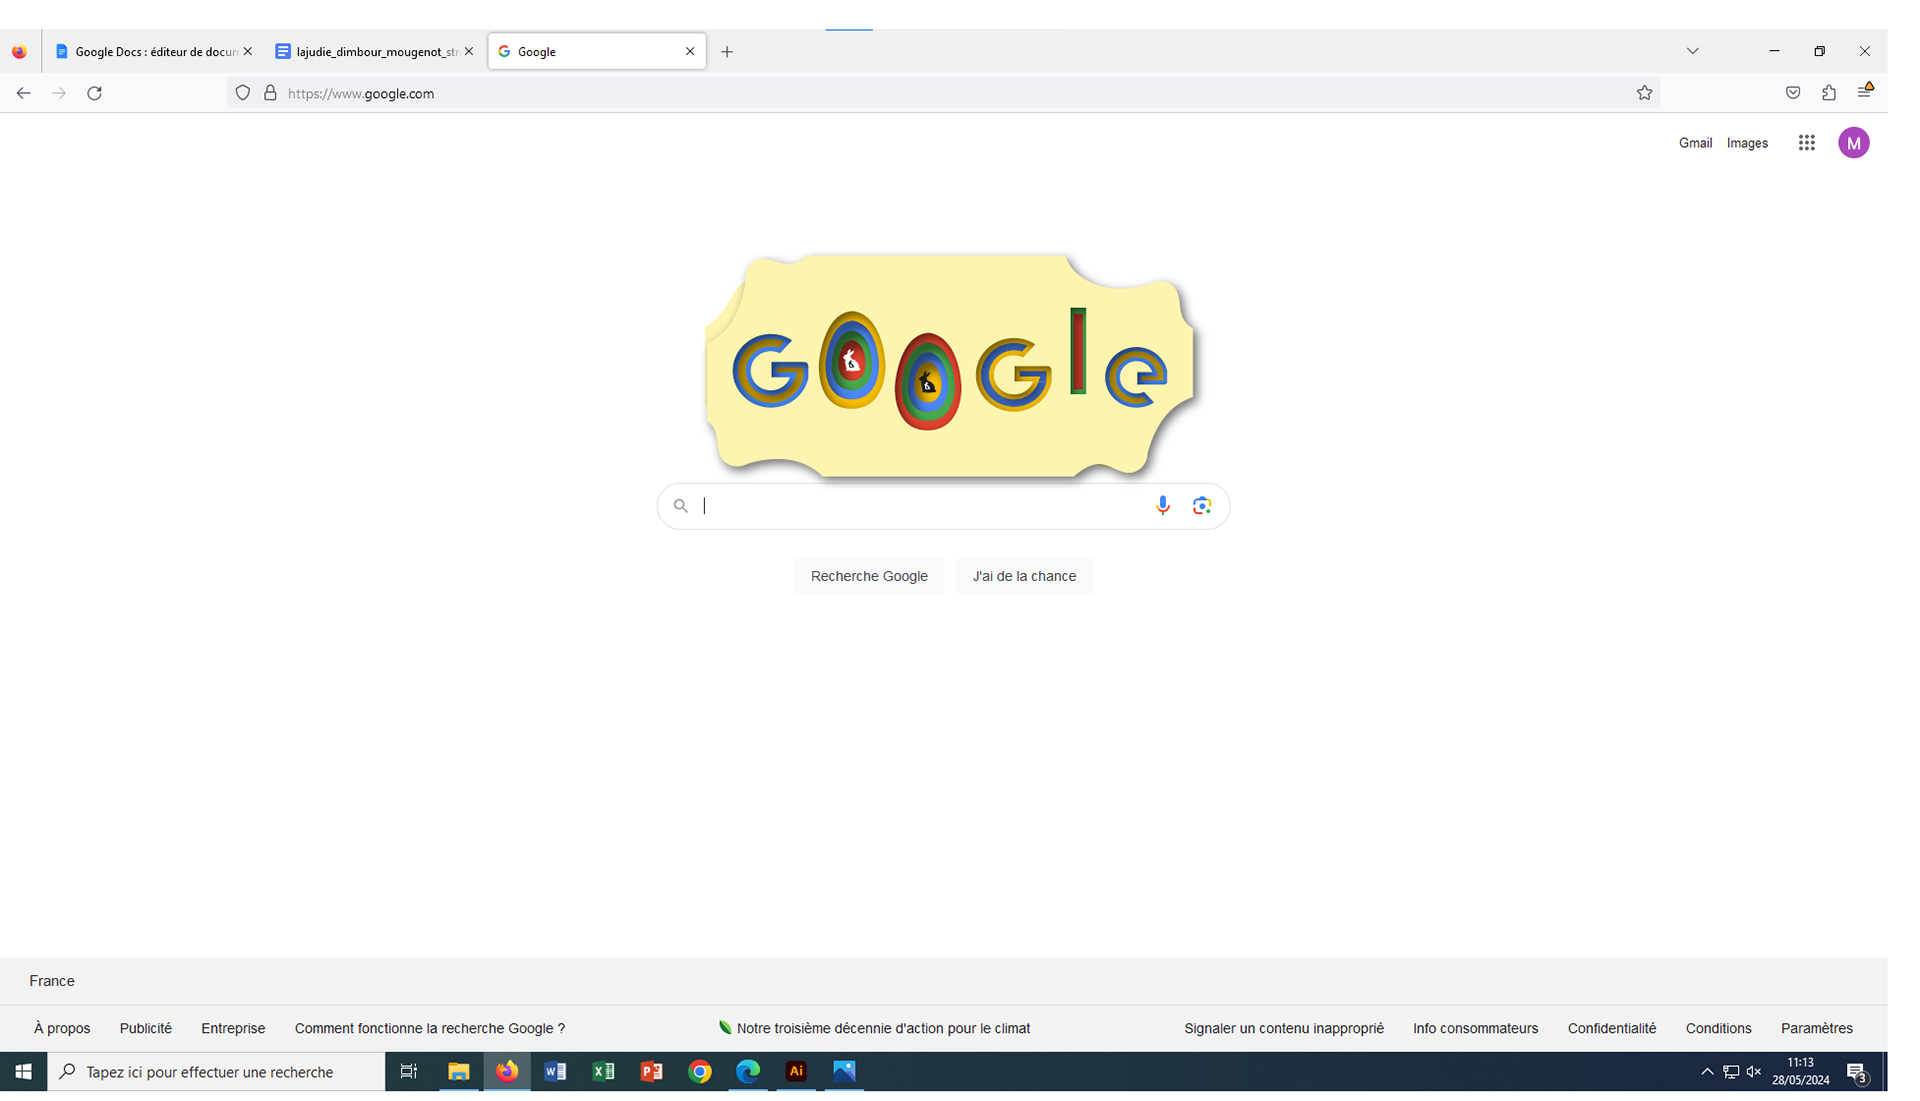 Google Docs : éditeur de docun
lajudie_dimbour_mougenot_str
Google
https://www.google.com
Gmail Images
M
Google
Recherche Google J'ai de la chance
France
À propos Publicité Entreprise Comment fonctionne la recherche Google ? Notre troisième décennie d'action pour le climat Signaler un contenu inapproprié Info consommateurs Confidentialité Conditions Paramètres
Tapez ici pour effectuer une recherche
Ai
11:13
28/05/2024
3